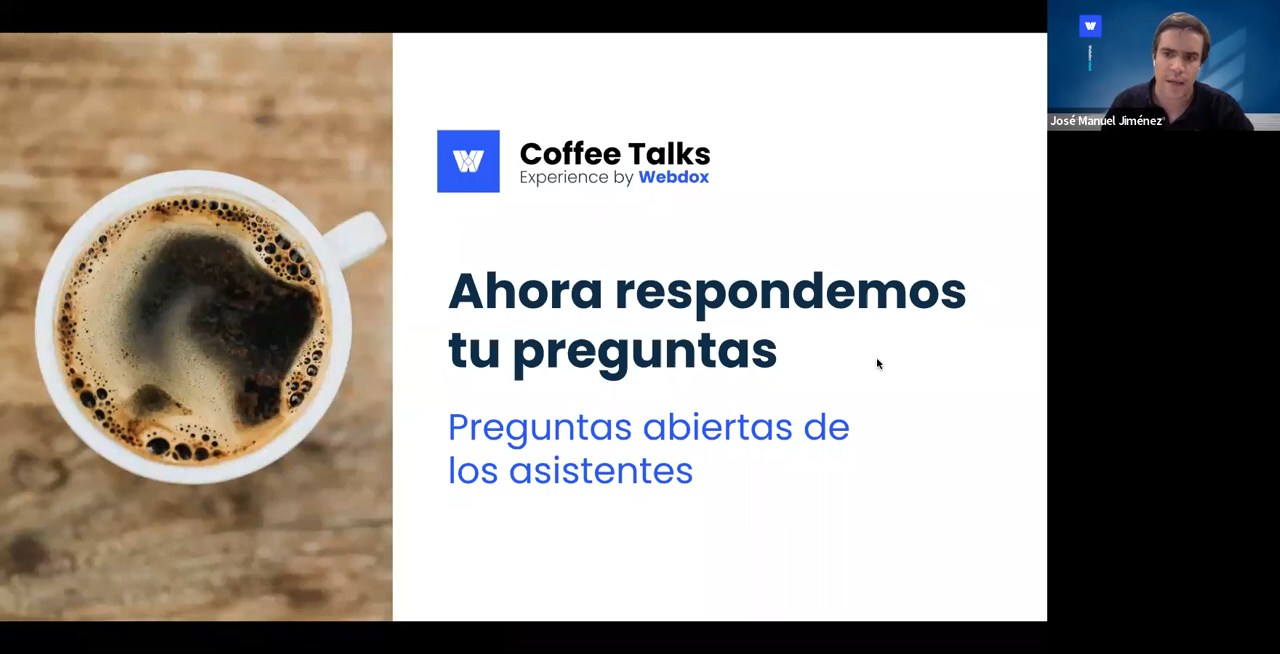 Coffee Talks
Experience by Webdox
Ahora respondemos
tu preguntas
Preguntas abiertas de
los asistentes
José Manuel Jiménez